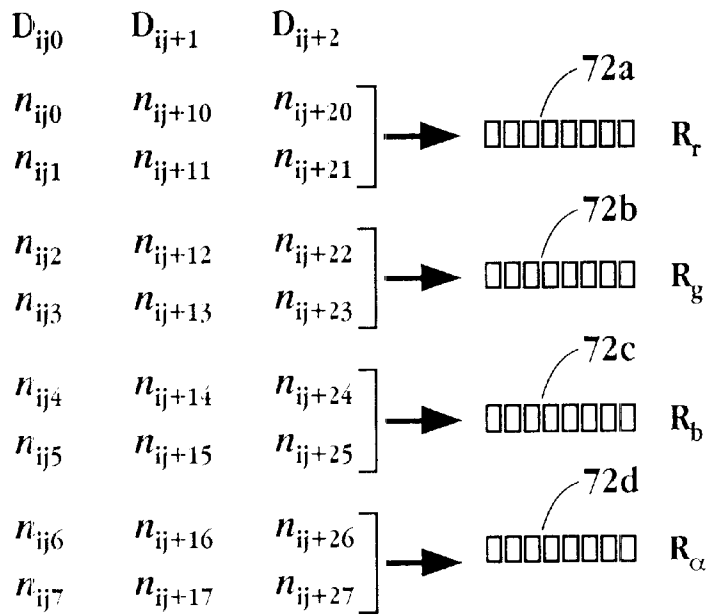 D_ij0 D_ij+1 D_ij+2
72a
n_ij0 n_ij+10 n_ij+20
R_r
n_ij1 n_ij+11 n_ij+21
72b
n_ij2 n_ij+12 n_ij+22
R_g
n_ij3 n_ij+13 n_ij+23
72c
n_ij4 n_ij+14 n_ij+24
R_b
n_ij5 n_ij+15 n_ij+25
72d
n_ij6 n_ij+16 n_ij+26
R_α
n_ij7 n_ij+17 n_ij+27